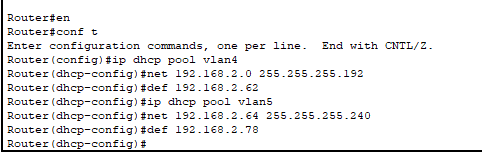 Router#en
Router#conf t
Enter configuration commands, one per line.  End with CNTL/Z.
Router(config)#ip dhcp pool vlan4
Router(dhcp-config)#net 192.168.2.0 255.255.255.192
Router(dhcp-config)#def 192.168.2.62
Router(dhcp-config)#ip dhcp pool vlan5
Router(dhcp-config)#net 192.168.2.64 255.255.255.240
Router(dhcp-config)#def 192.168.2.78
Router(dhcp-config)#